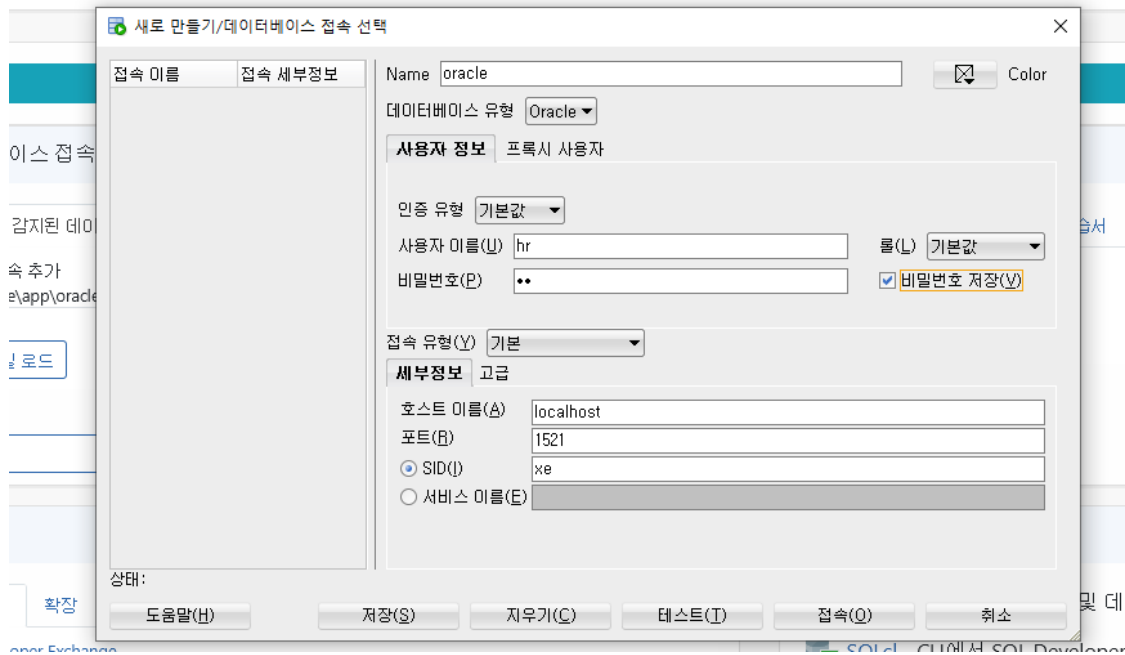 새로 만들기/데이터베이스 접속 선택
접속 이름 접속 세부정보
Name oracle Color
데이터베이스 유형 Oracle
사용자 정보 프록시 사용자
인증 유형 기본값
사용자 이름(U) hr 롤(L) 기본값
비밀번호(P) •• 비밀번호 저장(V)
접속 유형(Y) 기본
세부정보 고급
호스트 이름(A) localhost
포트(R) 1521
SID(I) xe
서비스 이름(E)
상태:
도움말(H) 저장(S) 지우기(C) 테스트(T) 접속(O) 취소
이스 접속
감지된 데이
속 추가
e\app\oracle
로드
확장
oper Exchange
습서
및 데
SQLcl - CLI에서 SQL Developer